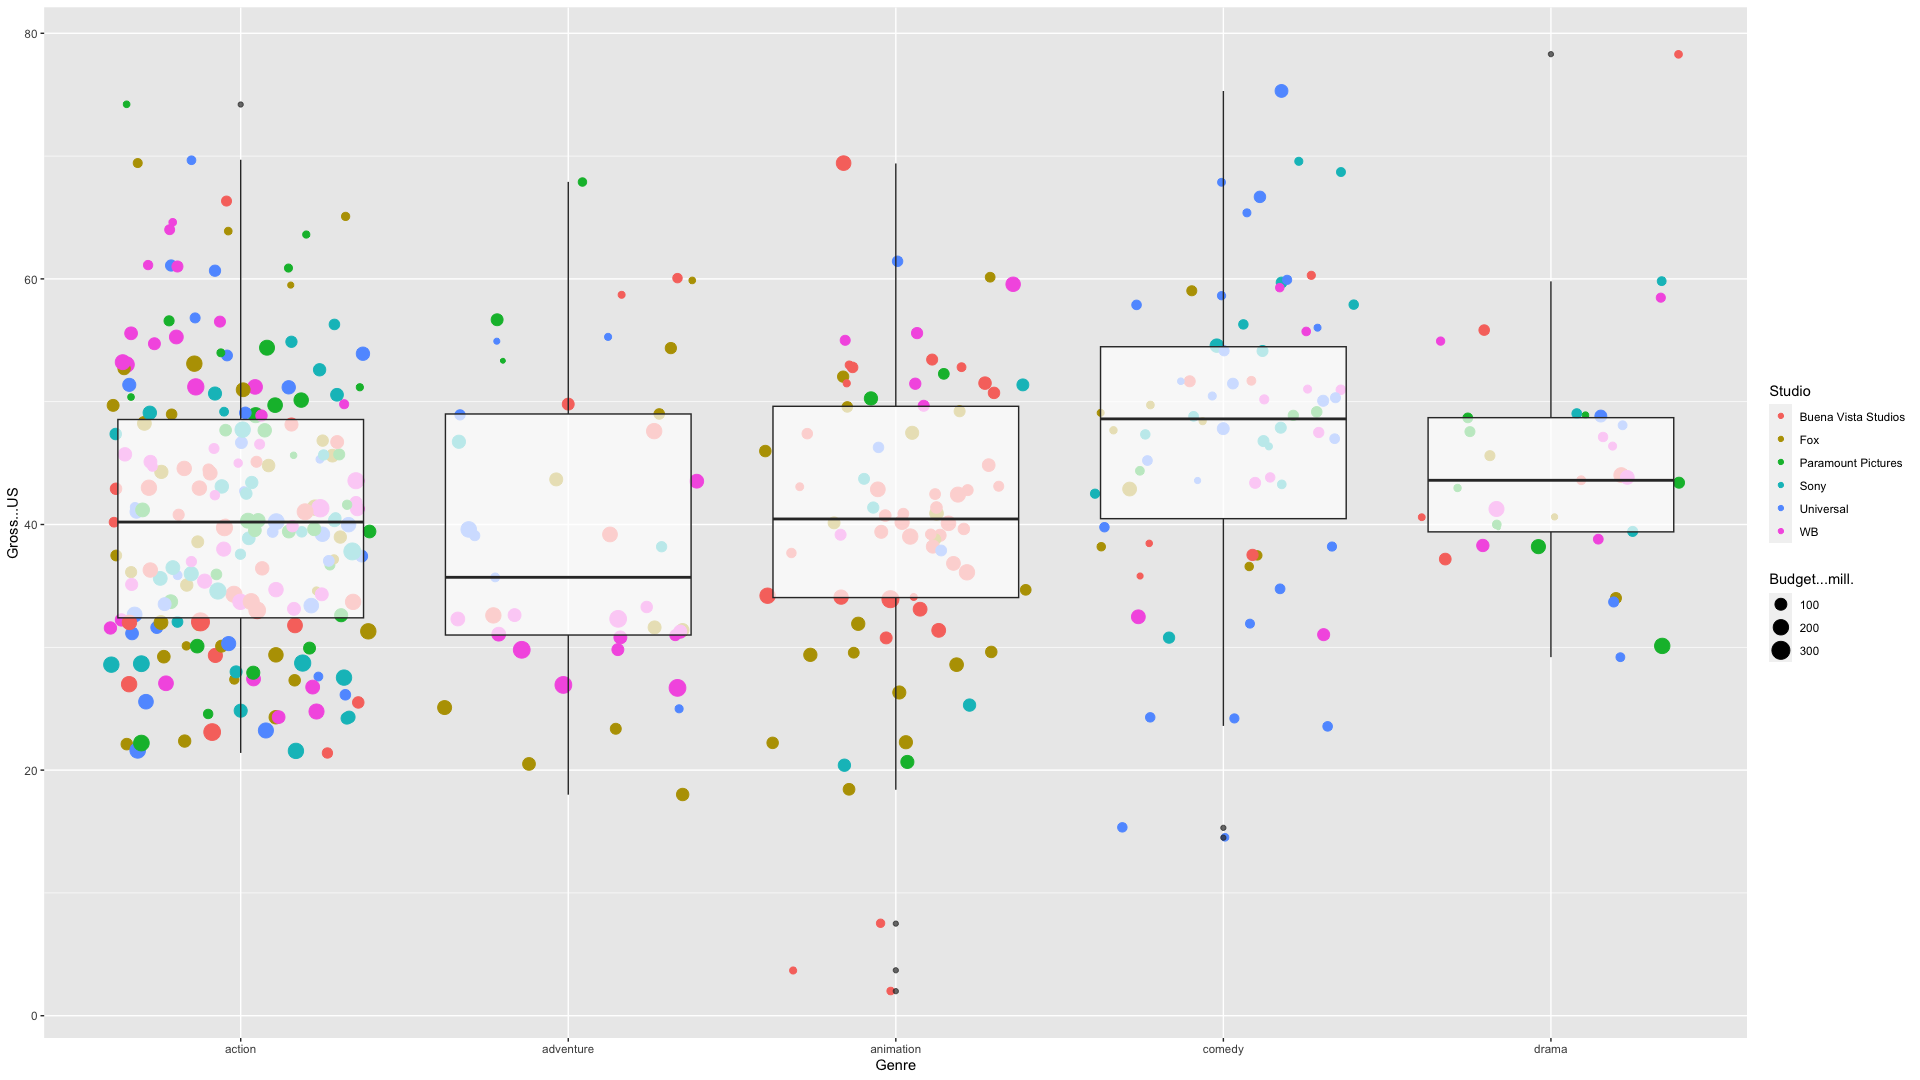 80
60
40
20
0
Gross...US
action
adventure
animation
comedy
drama
Genre
Studio
Buena Vista Studios
Fox
Paramount Pictures
Sony
Universal
WB
Budget...mill.
100
200
300